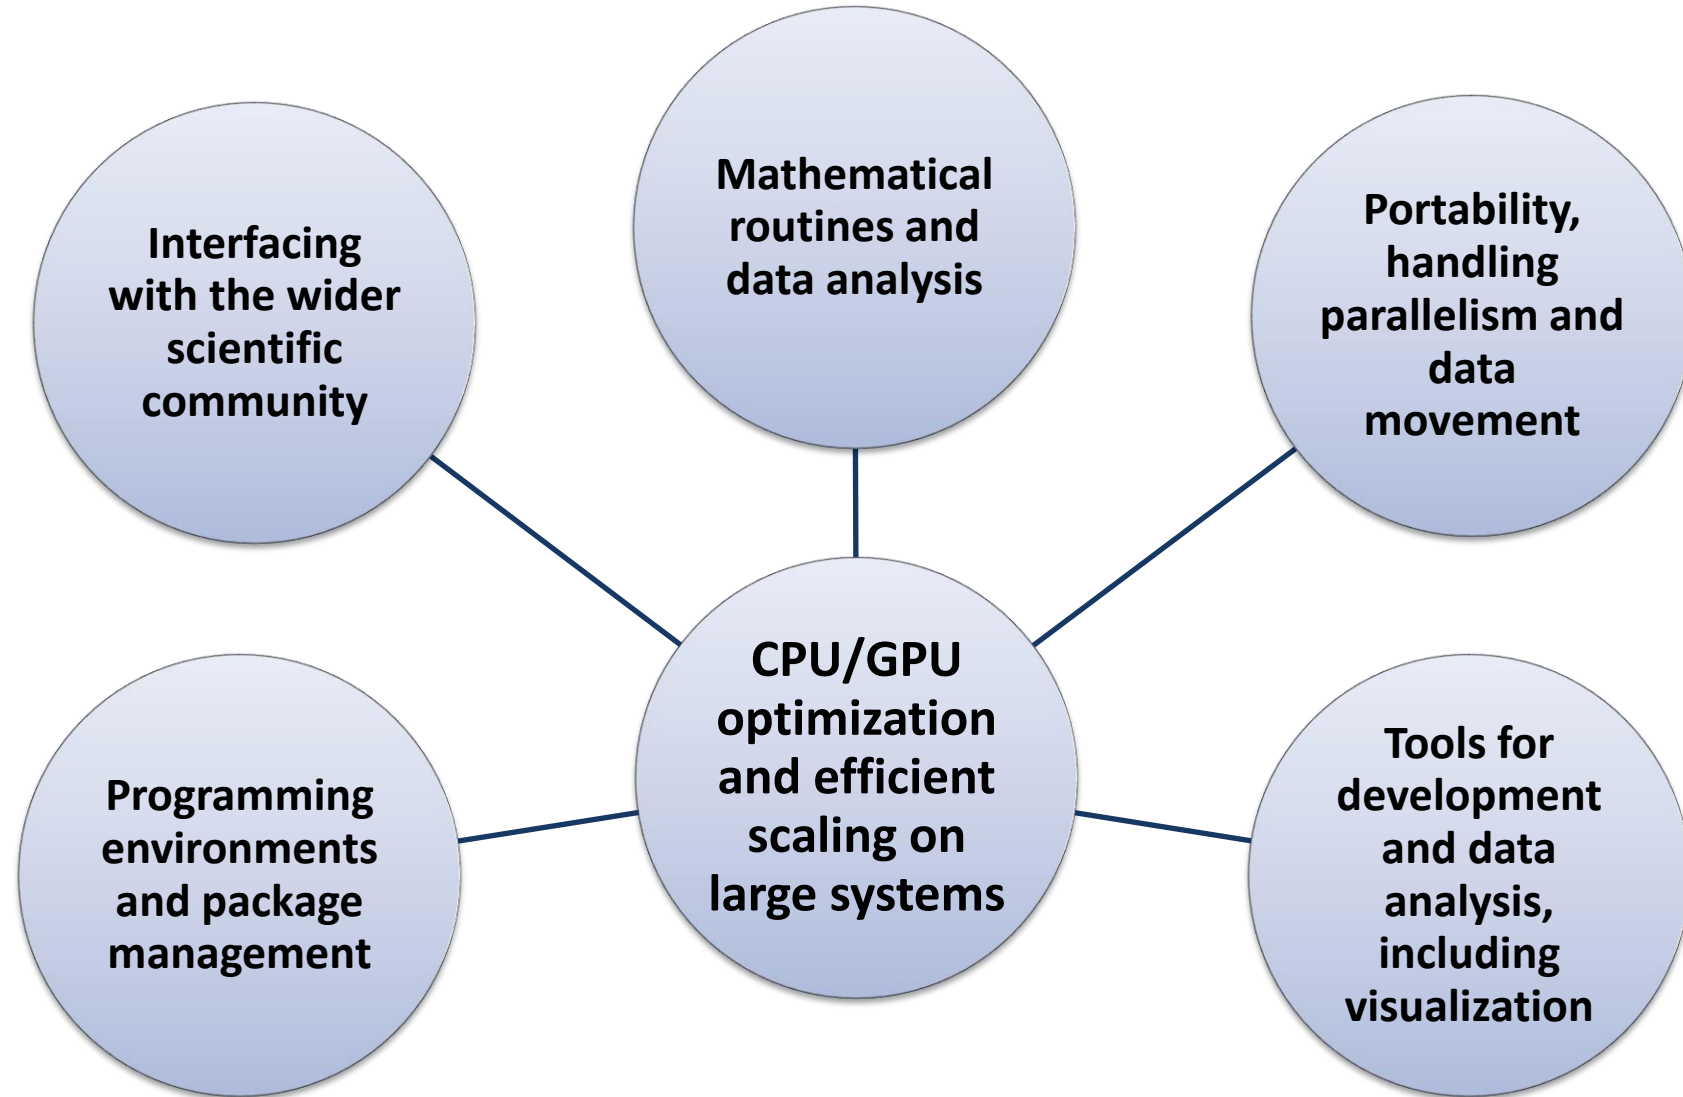 Interfacing
with the wider
scientific
community
Mathematical
routines and
data analysis
Portability,
handling
parallelism and
data
movement
Programming
environments
and package
management
CPU/GPU
optimization
and efficient
scaling on
large systems
Tools for
development
and data
analysis,
including
visualization